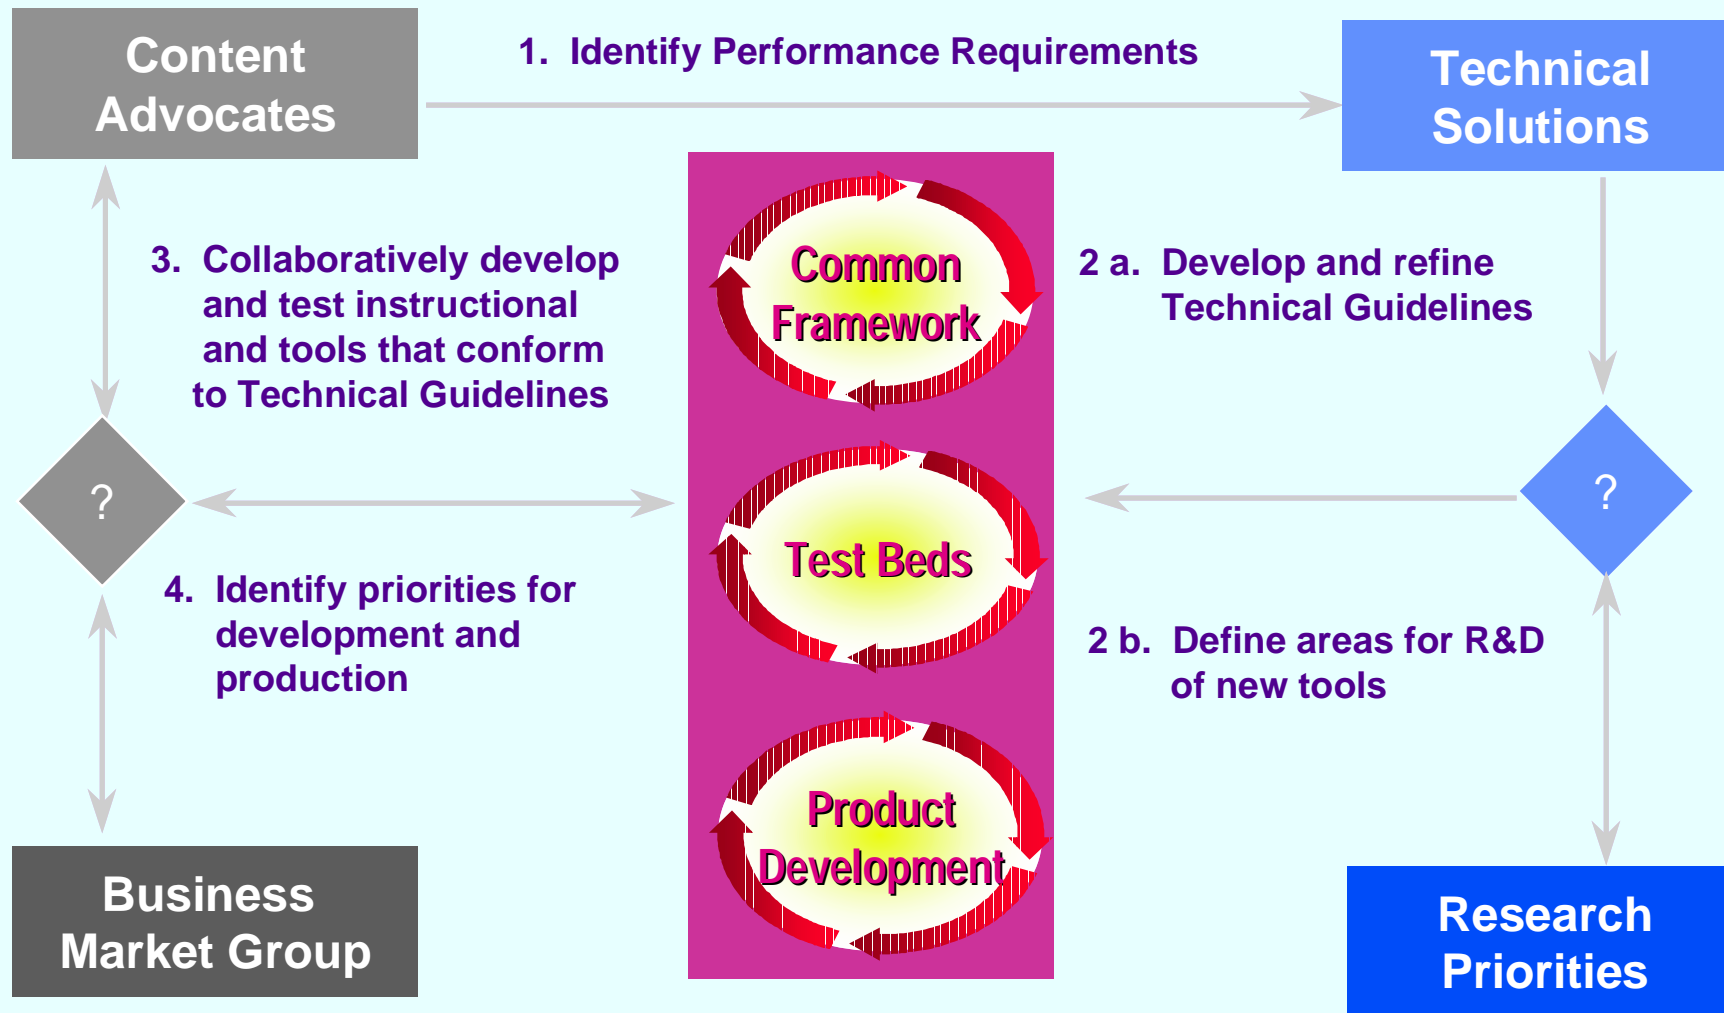 Content
Advocates
1. Identify Performance Requirements
Technical
Solutions
3. Collaboratively develop
and test instructional
and tools that conform
to Technical Guidelines
Common
Framework
2 a. Develop and refine
Technical Guidelines
?
Test Beds
?
4. Identify priorities for
development and
production
2 b. Define areas for R&D
of new tools
Product
Development
Business
Market Group
Research
Priorities